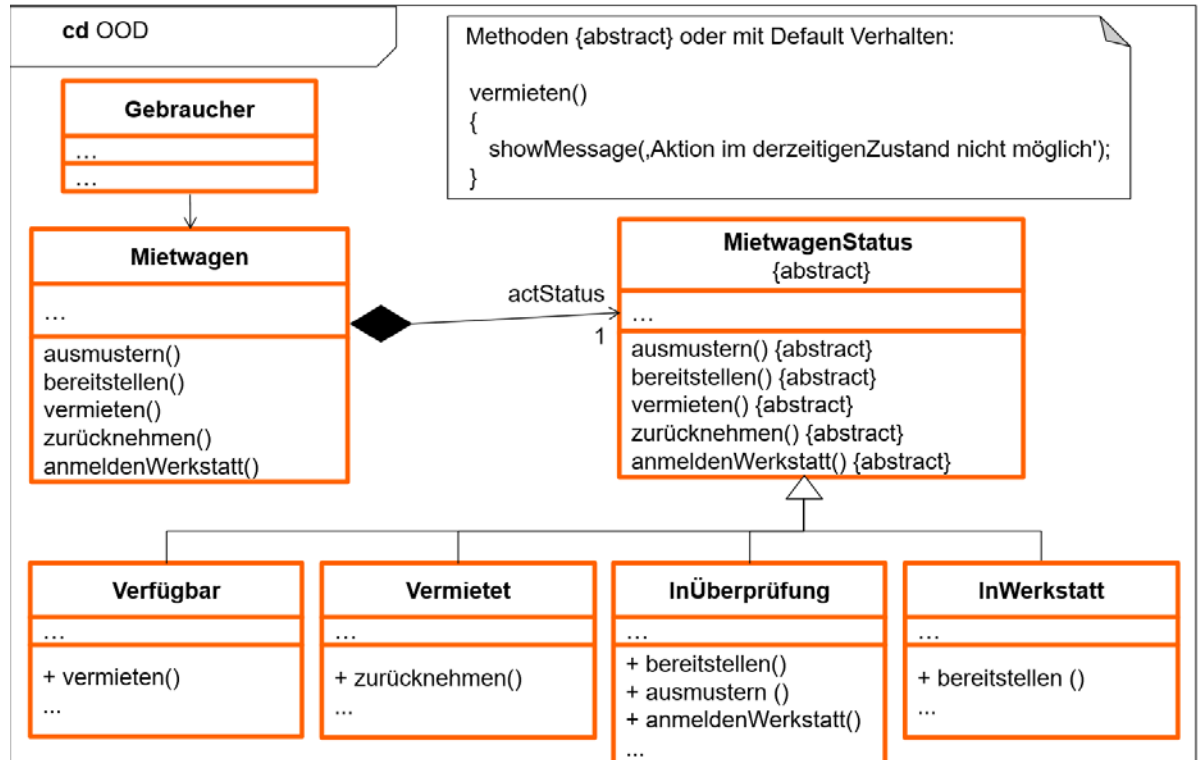 cd OOD
Methoden {abstract} oder mit Default Verhalten:
vermieten()
{
showMessage(‚Aktion im derzeitigenZustand nicht möglich');
}
Gebraucher
...
...
Mietwagen
...
ausmustern()
bereitstellen()
vermieten()
zurücknehmen()
anmeldenWerkstatt()
actStatus
1
MietwagenStatus
{abstract}
...
ausmustern() {abstract}
bereitstellen() {abstract}
vermieten() {abstract}
zurücknehmen() {abstract}
anmeldenWerkstatt() {abstract}
Verfügbar
...
+ vermieten()
...
Vermietet
...
+ zurücknehmen()
...
InÜberprüfung
...
+ bereitstellen()
+ ausmustern ()
+ anmeldenWerkstatt()
...
InWerkstatt
...
+ bereitstellen ()
...